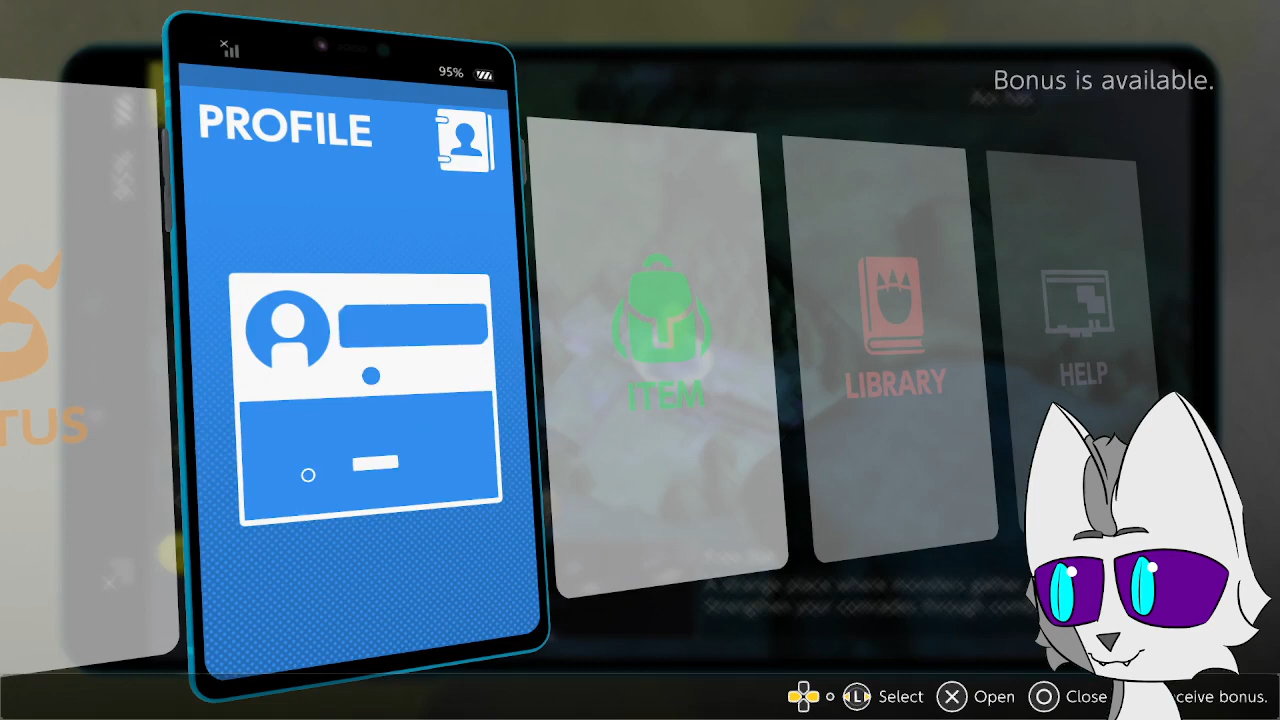 95%
Bonus is available.
PROFILE
TUS
ITEM
LIBRARY
HELP
L Select Open Close ceive bonus.